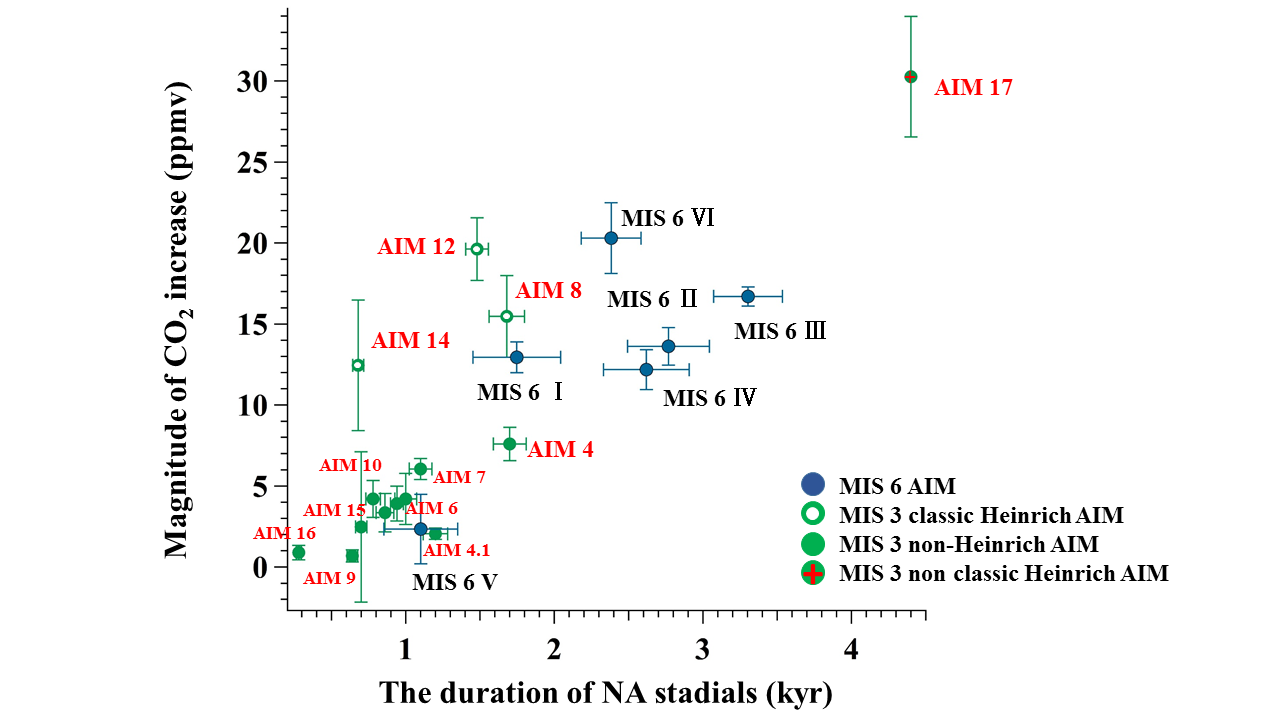 Magnitude of CO2 increase (ppmv)
30
25
20
15
10
5
0
AIM 17
MIS 6 Ⅵ
AIM 12
AIM 8
MIS 6 Ⅱ
MIS 6 Ⅲ
AIM 14
MIS 6 Ⅰ
MIS 6 Ⅳ
AIM 4
AIM 10
AIM 7
AIM 15
AIM 6
AIM 16
AIM 4.1
AIM 9
MIS 6 V
MIS 6 AIM
MIS 3 classic Heinrich AIM
MIS 3 non-Heinrich AIM
MIS 3 non classic Heinrich AIM
1 2 3 4
The duration of NA stadials (kyr)